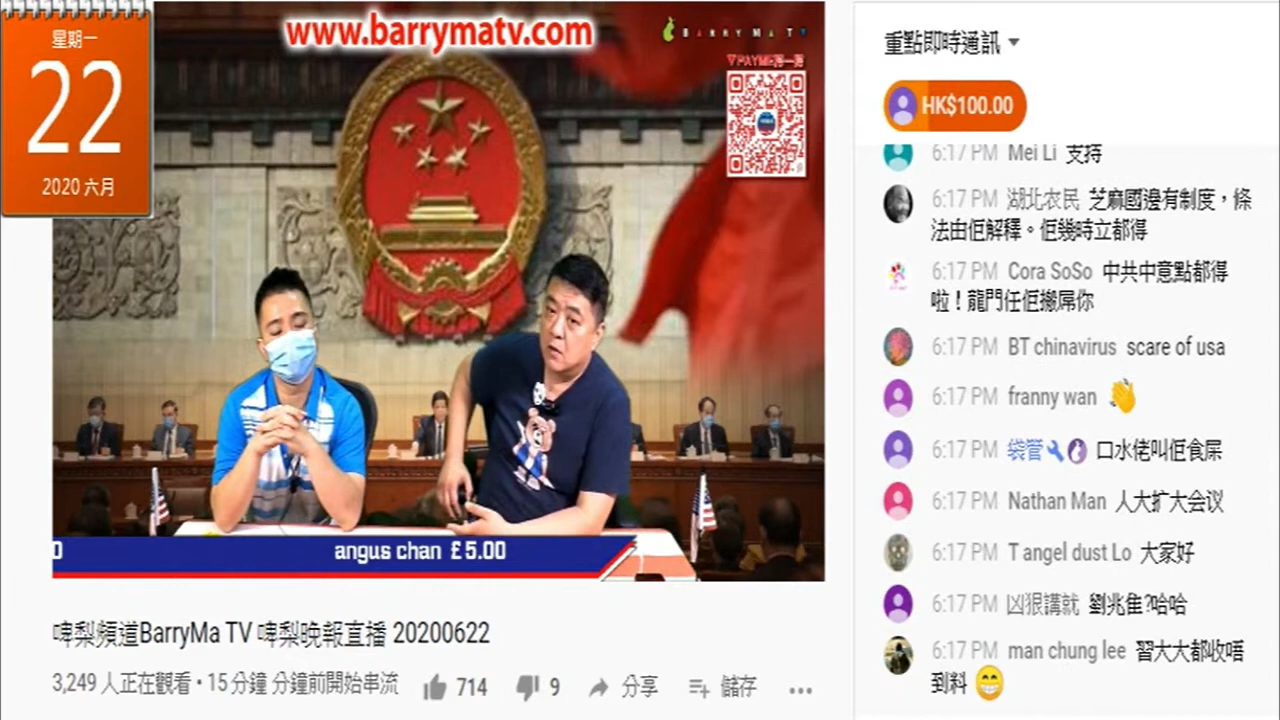 星期一
22
2020 六月
www.barrymatv.com
BARRY MA TV
angus chan £5.00
啤梨頻道BarryMa TV 啤梨晚報直播 20200622
3,249 人正在觀看 • 15 分鐘 分鐘前開始串流
714
9
分享
儲存
重點即時通訊
HK$100.00
6:17 PM Mei Li 支持
6:17 PM 湖北农民 芝麻國邊有制度，條
法由佢解釋。佢幾時立都得
6:17 PM Cora SoSo 中共中意點都得
啦！龍門任佢搬屌你
6:17 PM BT chinavirus scare of usa
6:17 PM franny wan 👏
6:17 PM 袋管 口水佬叫佢食屎
6:17 PM Nathan Man 人大扩大会议
6:17 PM T angel dust Lo 大家好
6:17 PM 凶狠講就 劉兆隹?哈哈
6:17 PM man chung lee 習大大都收唔
到料 😁